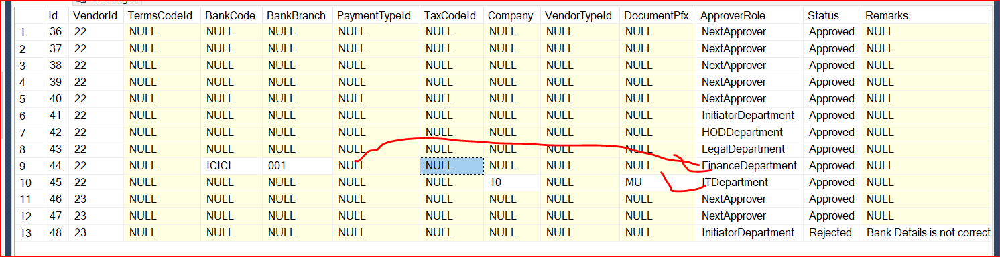 Id VendorId TermsCodeId BankCode BankBranch PaymentTypeId TaxCodeId Company VendorTypeId DocumentPfx ApproverRole Status Remarks
1 36 22 NULL NULL NULL NULL NULL NULL NULL NULL NextApprover Approved NULL
2 37 22 NULL NULL NULL NULL NULL NULL NULL NULL NextApprover Approved NULL
3 38 22 NULL NULL NULL NULL NULL NULL NULL NULL NextApprover Approved NULL
4 39 22 NULL NULL NULL NULL NULL NULL NULL NULL NextApprover Approved NULL
5 40 22 NULL NULL NULL NULL NULL NULL NULL NULL NextApprover Approved NULL
6 41 22 NULL NULL NULL NULL NULL NULL NULL NULL InitiatorDepartment Approved NULL
7 42 22 NULL NULL NULL NULL NULL NULL NULL NULL HODDepartment Approved NULL
8 43 22 NULL NULL NULL NULL NULL NULL NULL NULL LegalDepartment Approved NULL
9 44 22 NULL ICICI 001 NULL NULL NULL NULL NULL FinanceDepartment Approved NULL
10 45 22 NULL NULL NULL NULL NULL 10 NULL MU ITDepartment Approved NULL
11 46 23 NULL NULL NULL NULL NULL NULL NULL NULL NextApprover Approved NULL
12 47 23 NULL NULL NULL NULL NULL NULL NULL NULL NextApprover Approved NULL
13 48 23 NULL NULL NULL NULL NULL NULL NULL NULL InitiatorDepartment Rejected Bank Details is not correct